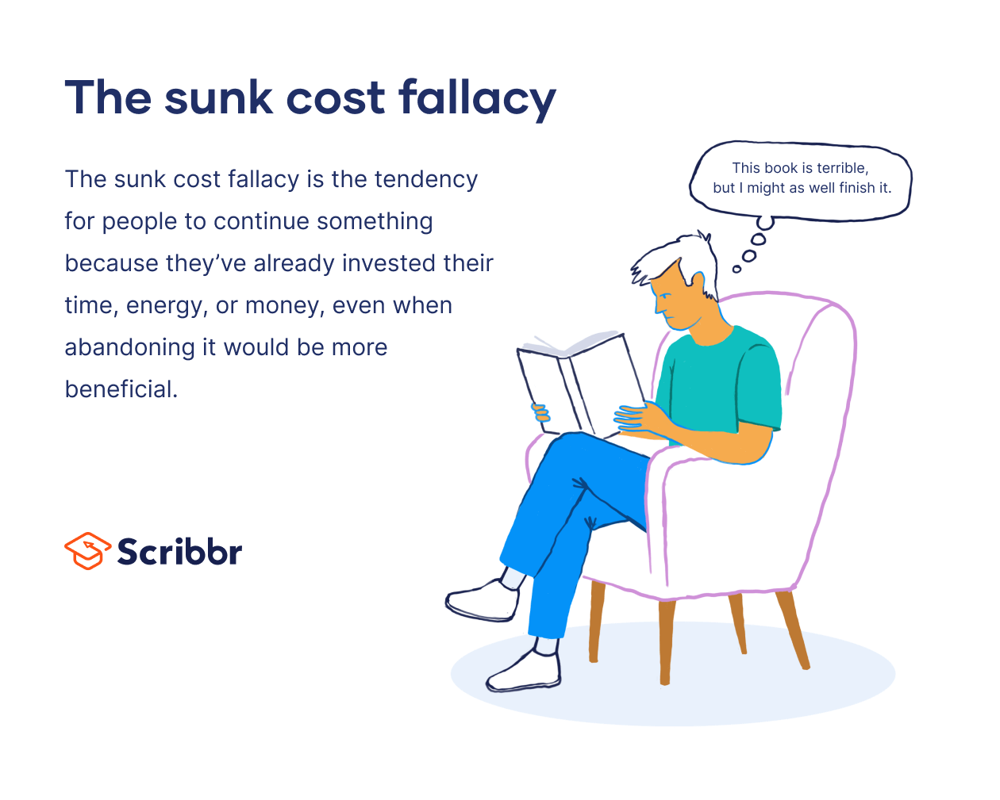 The sunk cost fallacy
The sunk cost fallacy is the tendency
for people to continue something
because they’ve already invested their
time, energy, or money, even when
abandoning it would be more
beneficial.
This book is terrible,
but I might as well finish it.
Scribbr